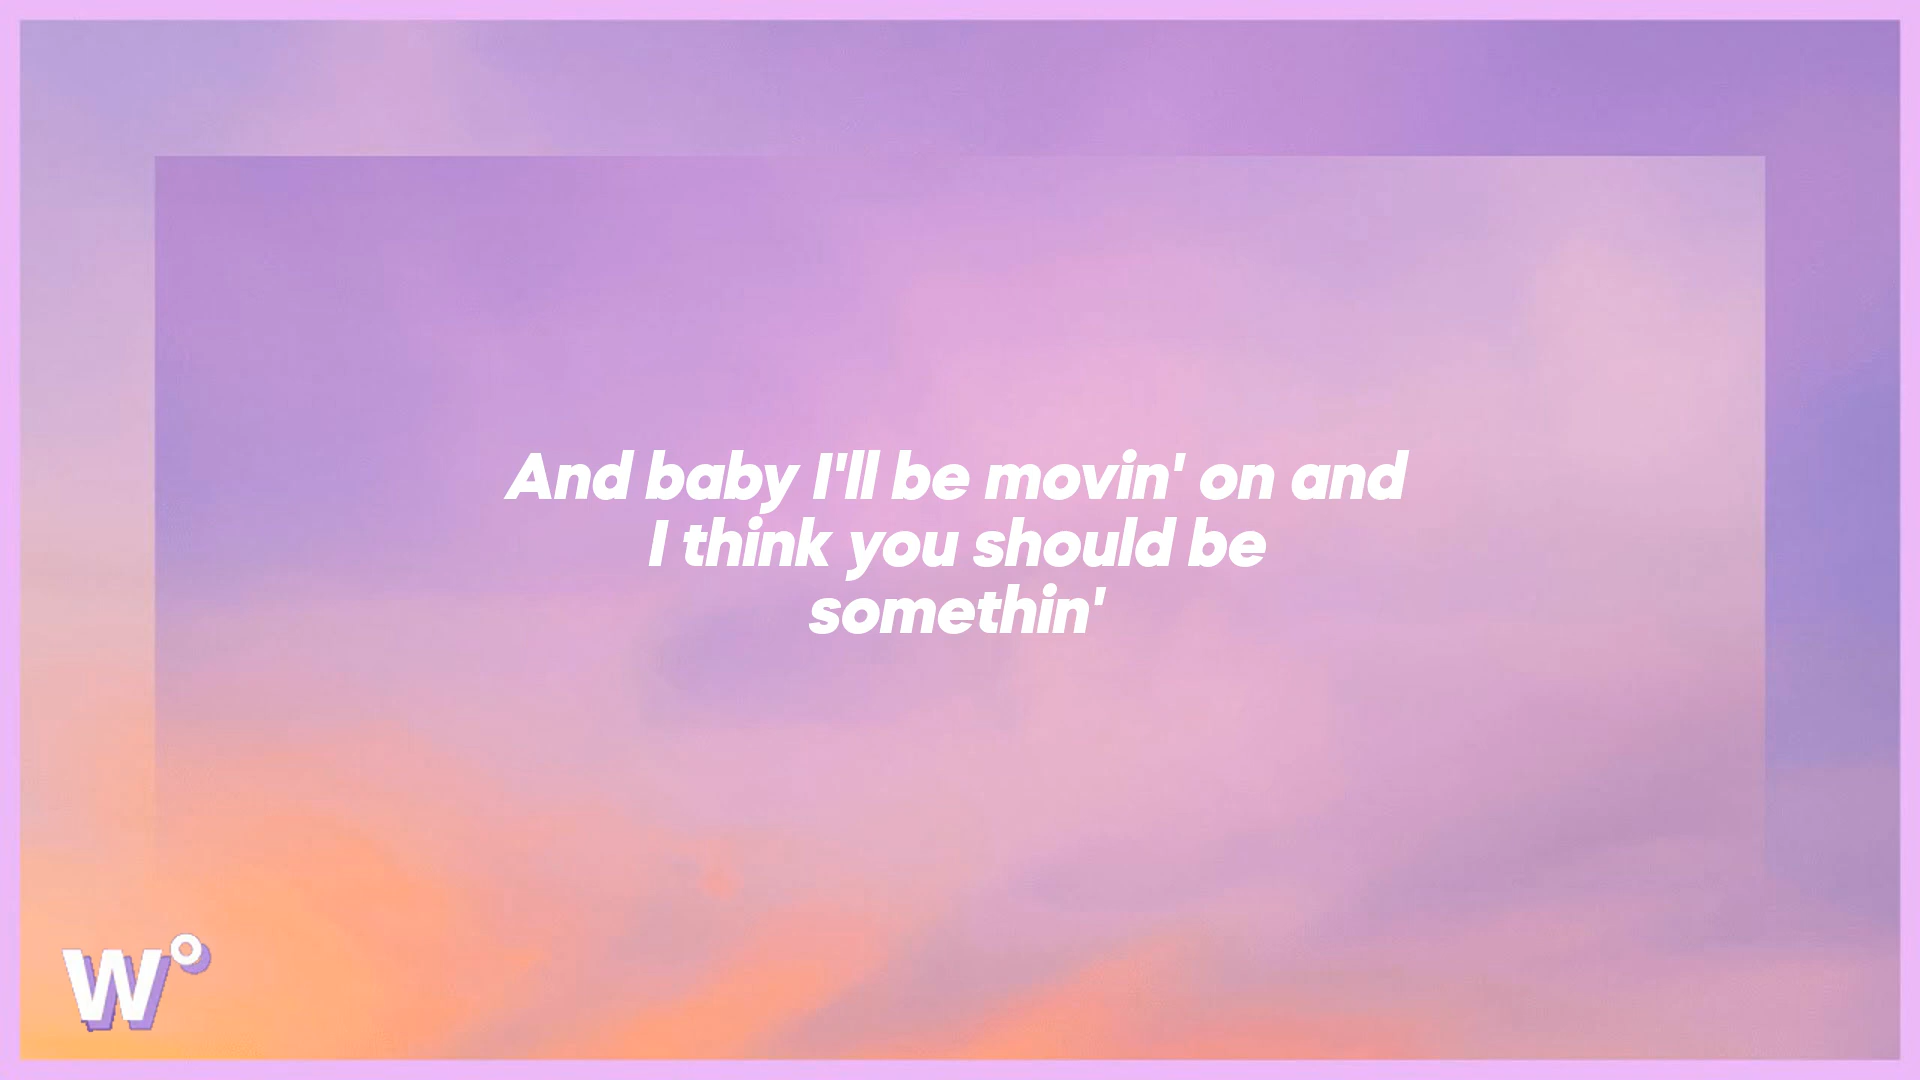 And baby I'll be movin' on and
I think you should be
somethin'
W°